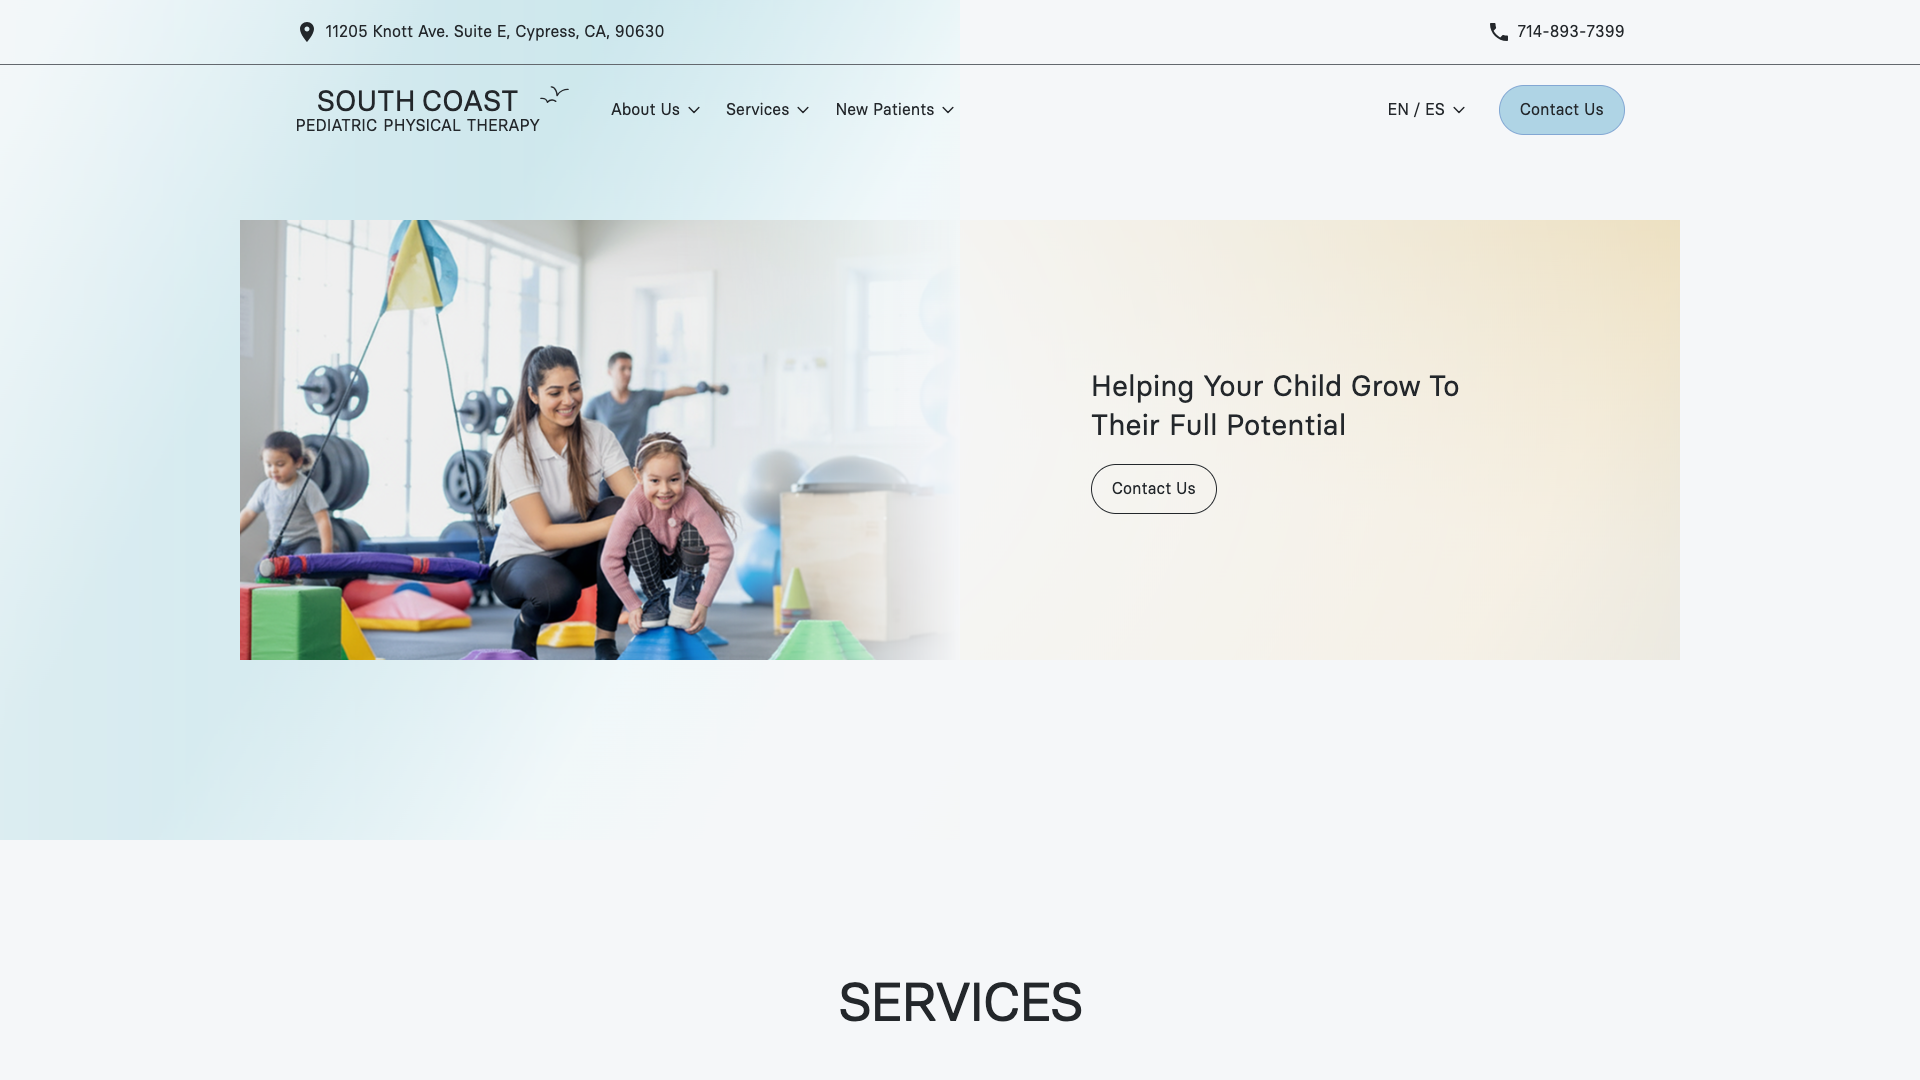 11205 Knott Ave. Suite E, Cypress, CA, 90630
714-893-7399
SOUTH COAST
PEDIATRIC PHYSICAL THERAPY
About Us
Services
New Patients
EN / ES
Contact Us
Helping Your Child Grow To
Their Full Potential
Contact Us
SERVICES